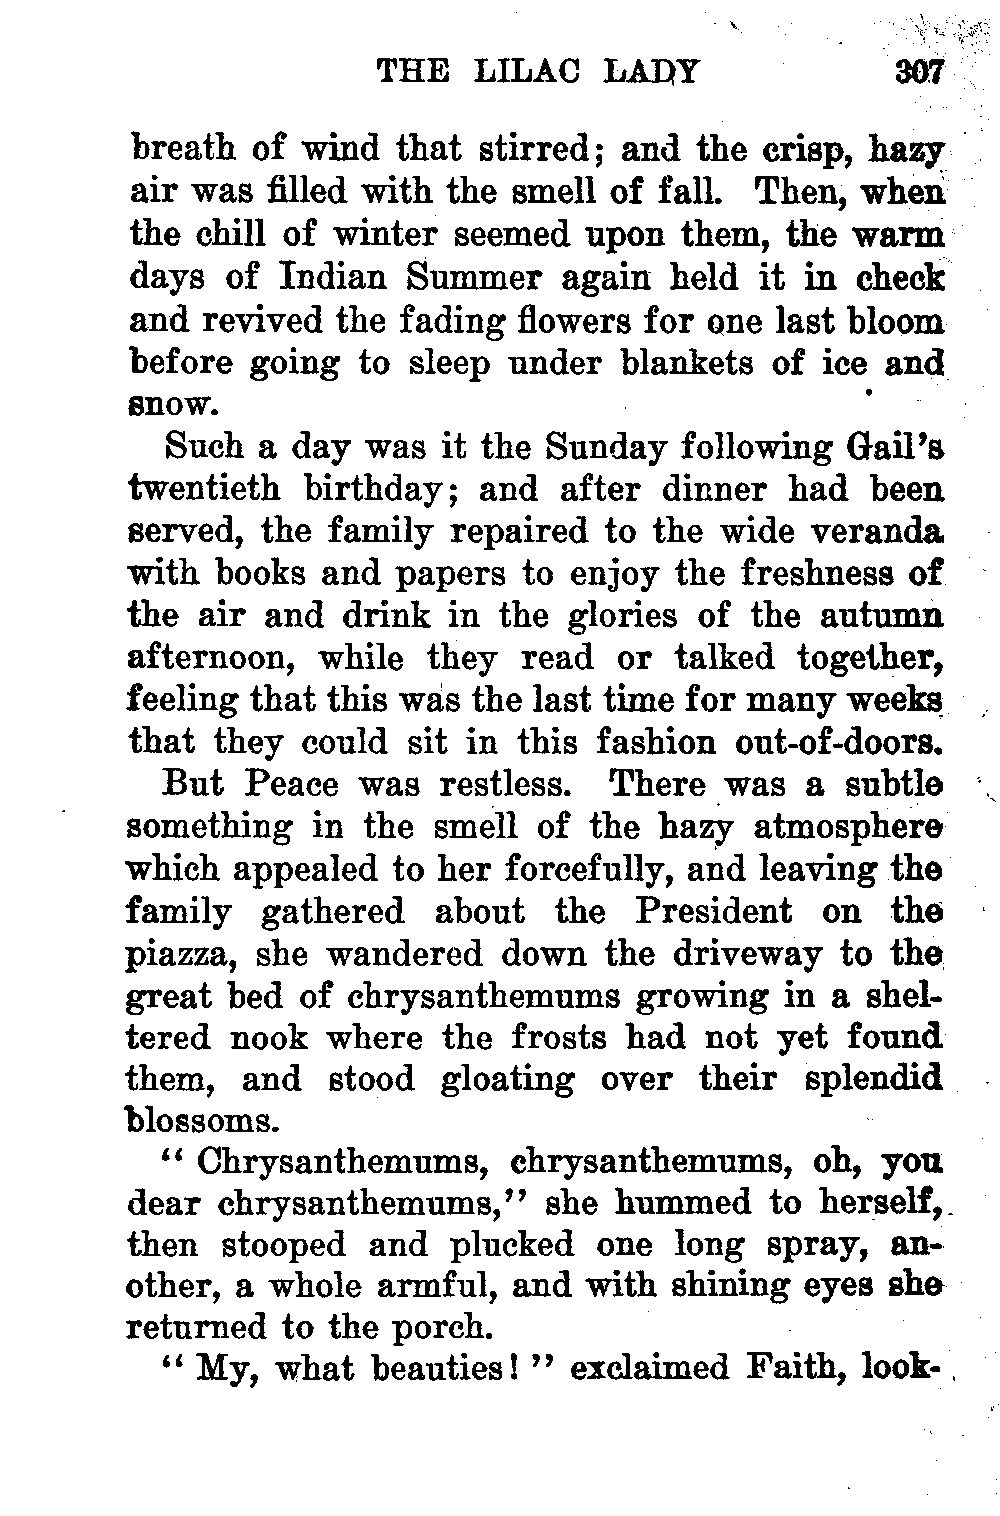 THE LILAC LADY 307
breath of wind that stirred; and the crisp, hazy
air was filled with the smell of fall. Then, when
the chill of winter seemed upon them, the warm
days of Indian Summer again held it in check
and revived the fading flowers for one last bloom
before going to sleep under blankets of ice and
snow.
Such a day was it the Sunday following Gail's
twentieth birthday; and after dinner had been
served, the family repaired to the wide veranda
with books and papers to enjoy the freshness of
the air and drink in the glories of the autumn
afternoon, while they read or talked together,
feeling that this was the last time for many weeks
that they could sit in this fashion out-of-doors.
But Peace was restless. There was a subtle
something in the smell of the hazy atmosphere
which appealed to her forcefully, and leaving the
family gathered about the President on the
piazza, she wandered down the driveway to the
great bed of chrysanthemums growing in a shel-
tered nook where the frosts had not yet found
them, and stood gloating over their splendid
blossoms.
" Chrysanthemums, chrysanthemums, oh, you
dear chrysanthemums," she hummed to herself,
then stooped and plucked one long spray, an-
other, a whole armful, and with shining eyes she
returned to the porch.
" My, what beauties! " exclaimed Faith, look-